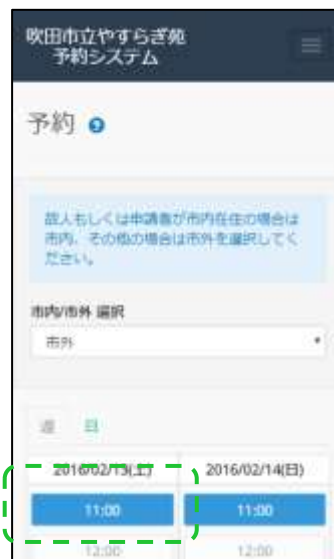 吹田市立やすらぎ苑
予約システム
予約
故人もしくは申請者が市内在住の場合は
市内、その他の場合は市外を選択してく
ださい。
市内/市外 選択
市外
週 日
2016/02/13(土) 2016/02/14(日)
11:00 11:00
12:00 12:00